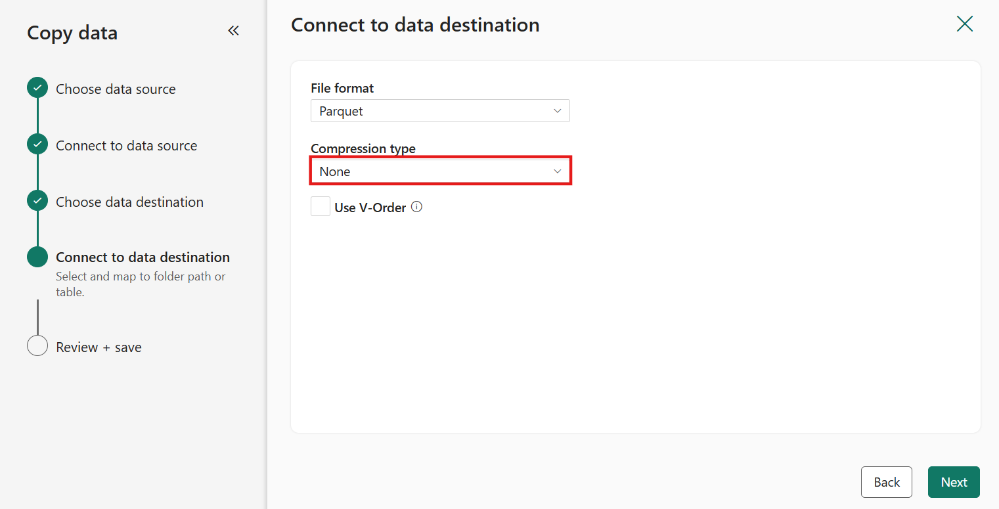 Copy data
Choose data source
Connect to data source
Choose data destination
Connect to data destination
Select and map to folder path or
table.
Review + save
Connect to data destination
File format
Parquet
Compression type
None
Use V-Order
Back
Next